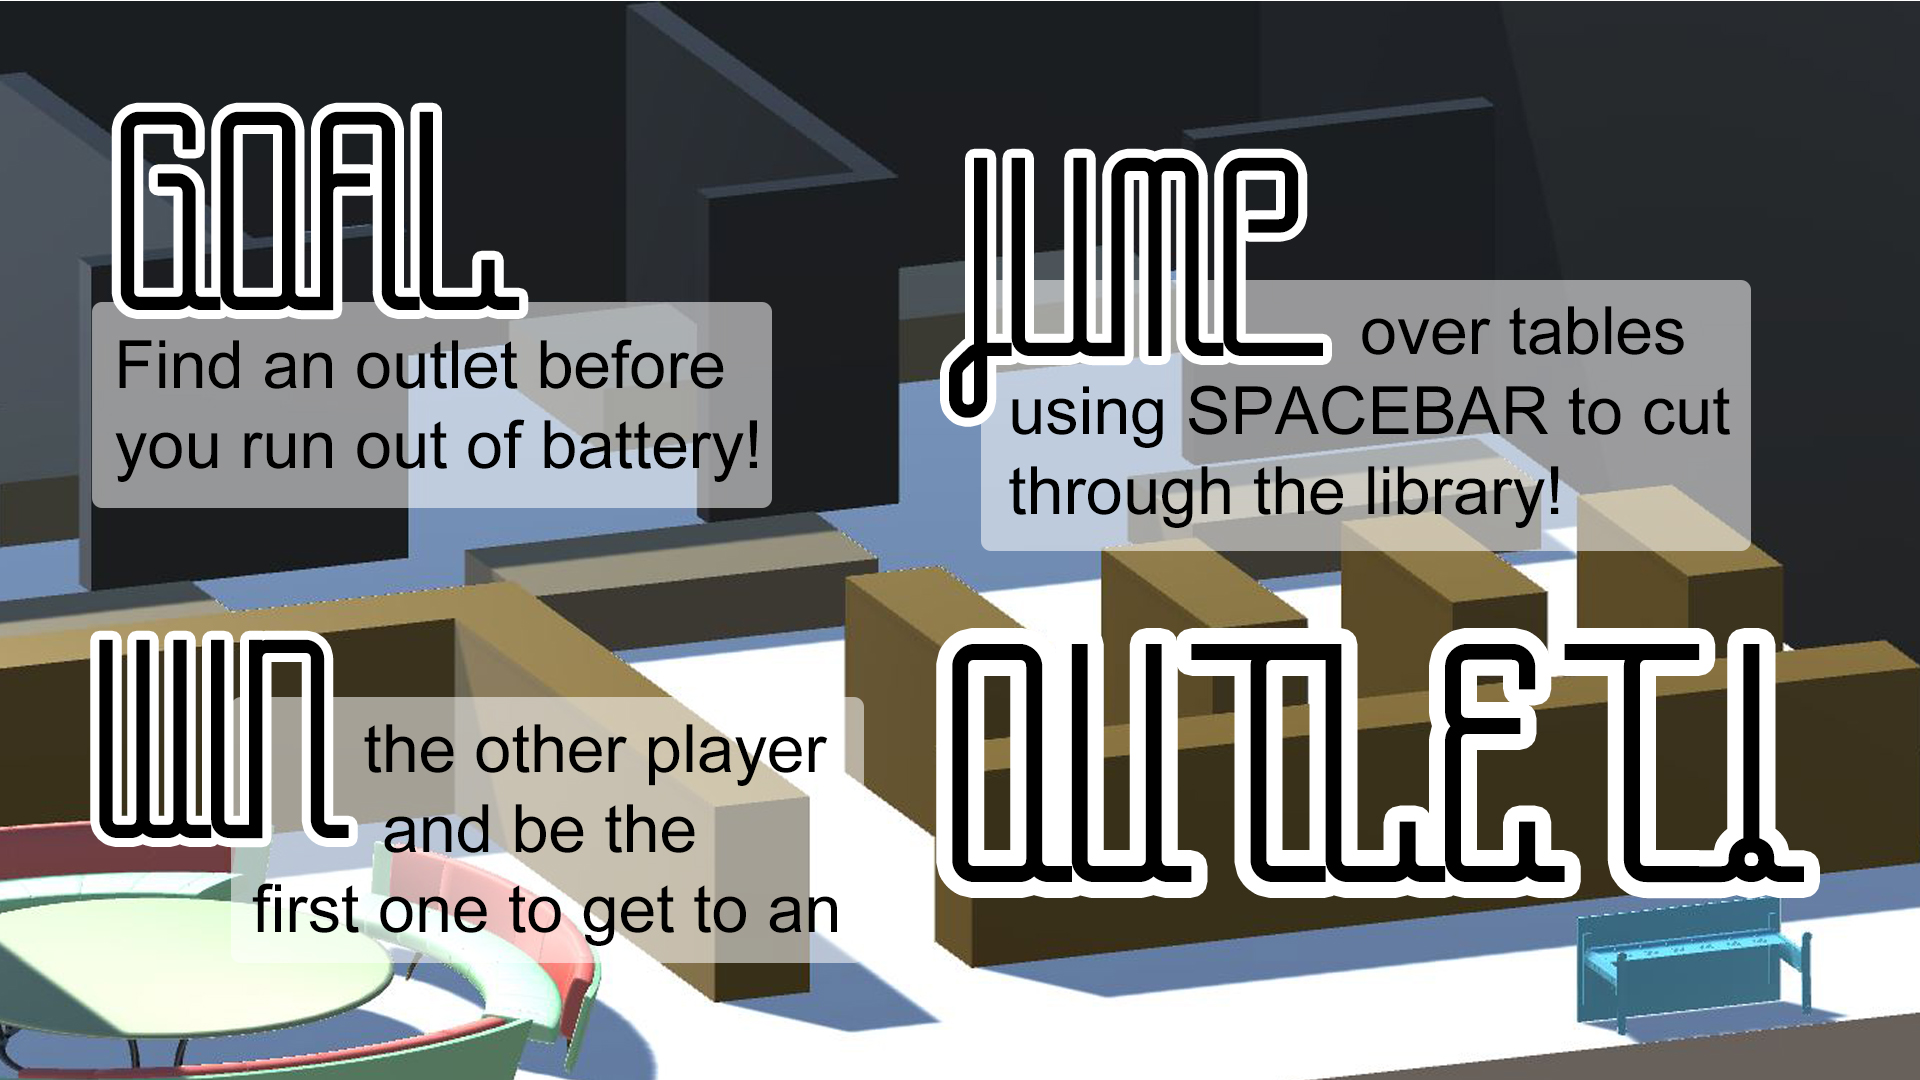 GOAL
Find an outlet before
you run out of battery!
JUMP over tables
using SPACEBAR to cut
through the library!
WIN the other player
and be the
first one to get to an
OUTLET!